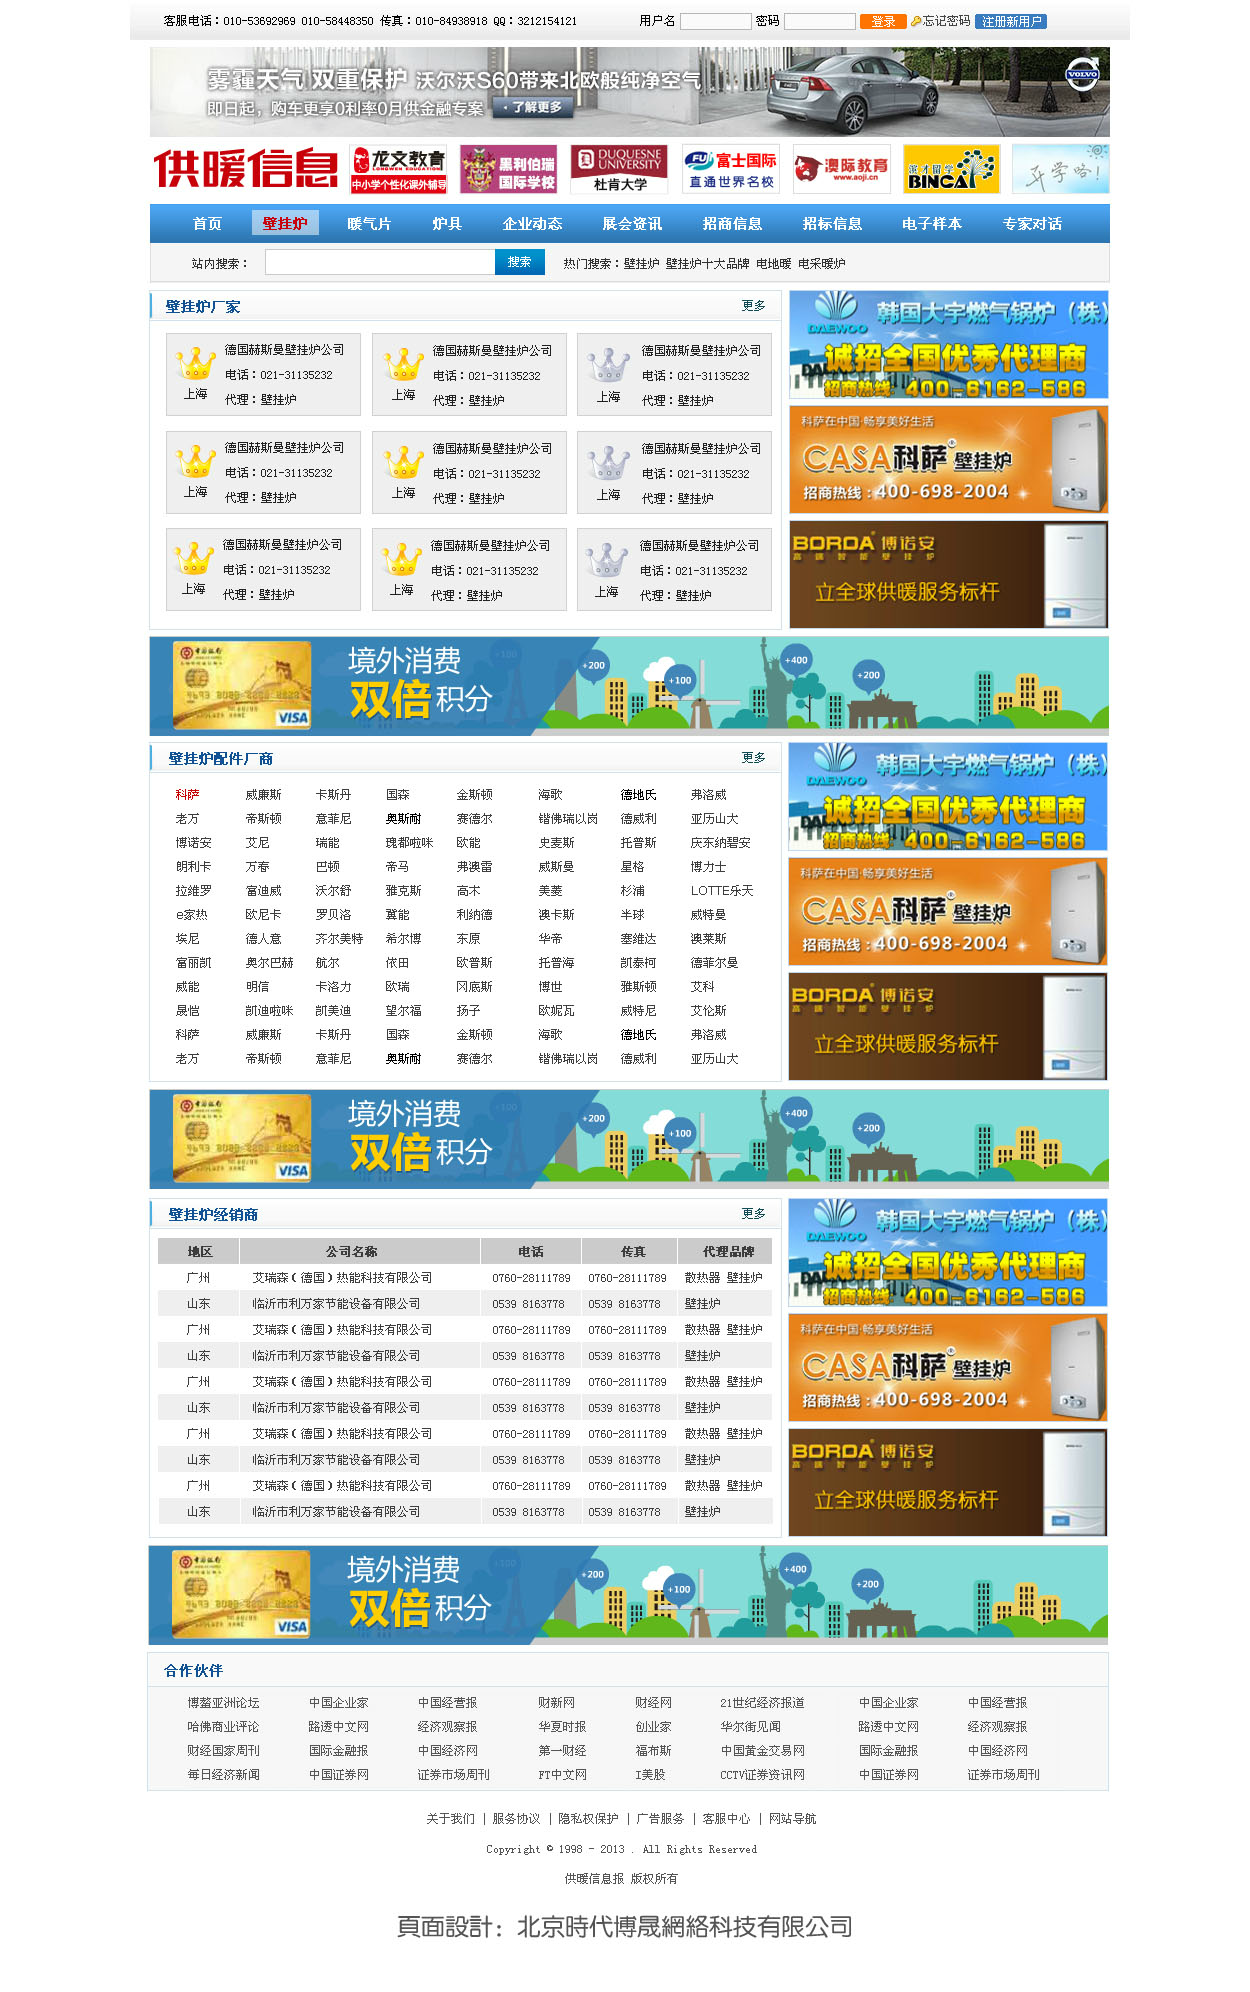 客服电话：010-53692969 010-58448350 传真：010-84938918 QQ：3212154121 用户名 密码 登录 忘记密码 注册新用户
雾霾天气 双重保护 沃尔沃S60带来北欧般纯净空气
即日起，购车更享0利率0月供金融专案 ·了解更多
VOLVO
供暖信息
龙文教育
LONGWEN EDUCATION
中小学个性化课外辅导
黑利伯瑞
国际学校
DUQUESNE
UNIVERSITY
杜肯大学
FUJI 富士国际
直通世界名校
澳际教育
www.aoji.cn
滨才留学
BINCAI
开学咯!
首页 壁挂炉 暖气片 炉具 企业动态 展会资讯 招商信息 招标信息 电子样本 专家对话
站内搜索： 搜索 热门搜索：壁挂炉 壁挂炉十大品牌 电地暖 电采暖炉
壁挂炉厂家 更多
德国赫斯曼壁挂炉公司 德国赫斯曼壁挂炉公司 德国赫斯曼壁挂炉公司
电话：021-31135232 电话：021-31135232 电话：021-31135232
上海 代理：壁挂炉 上海 代理：壁挂炉 上海 代理：壁挂炉
德国赫斯曼壁挂炉公司 德国赫斯曼壁挂炉公司 德国赫斯曼壁挂炉公司
电话：021-31135232 电话：021-31135232 电话：021-31135232
上海 代理：壁挂炉 上海 代理：壁挂炉 上海 代理：壁挂炉
德国赫斯曼壁挂炉公司 德国赫斯曼壁挂炉公司 德国赫斯曼壁挂炉公司
电话：021-31135232 电话：021-31135232 电话：021-31135232
上海 代理：壁挂炉 上海 代理：壁挂炉 上海 代理：壁挂炉
DAEWOO 韩国大宇燃气锅炉（株）
诚招全国优秀代理商
招商热线 400-6162-586
科萨在中国·畅享美好生活
CASA科萨 壁挂炉
招商热线：400-698-2004
BORDA 博诺安
高端智能壁挂炉
立全球供暖服务标杆
中国银行 境外消费
双倍积分
VISA
+100 +200 +100 +400 +200
壁挂炉配件厂商 更多
科萨 威廉斯 卡斯丹 国森 金斯顿 海歌 德地氏 弗洛威
老万 帝斯顿 意菲尼 奥斯耐 赛德尔 锴佛瑞以岗 德威利 亚历山大
博诺安 艾尼 瑞能 瑰都啦咪 欧能 史麦斯 托普斯 庆东纳碧安
朗利卡 万春 巴顿 帝马 弗澳雷 威斯曼 星格 博力士
拉维罗 富迪威 沃尔舒 雅克斯 高木 美菱 杉浦 LOTTE乐天
e家热 欧尼卡 罗贝洛 冀能 利纳德 澳卡斯 半球 威特曼
埃尼 德人意 齐尔美特 希尔博 东原 华帝 塞维达 澳莱斯
富丽凯 奥尔巴赫 航尔 依田 欧普斯 托普海 凯泰柯 德菲尔曼
威能 明信 卡洛力 欧瑞 冈底斯 博世 雅斯顿 艾科
晟恺 凯迪啦咪 凯美迪 望尔福 扬子 欧妮瓦 威特尼 艾伦斯
科萨 威廉斯 卡斯丹 国森 金斯顿 海歌 德地氏 弗洛威
老万 帝斯顿 意菲尼 奥斯耐 赛德尔 锴佛瑞以岗 德威利 亚历山大
DAEWOO 韩国大宇燃气锅炉（株）
诚招全国优秀代理商
招商热线 400-6162-586
科萨在中国·畅享美好生活
CASA科萨 壁挂炉
招商热线：400-698-2004
BORDA 博诺安
高端智能壁挂炉
立全球供暖服务标杆
中国银行 境外消费
双倍积分
VISA
+100 +200 +100 +400 +200
壁挂炉经销商 更多
地区 公司名称 电话 传真 代理品牌
广州 艾瑞森（德国）热能科技有限公司 0760-28111789 0760-28111789 散热器 壁挂炉
山东 临沂市利万家节能设备有限公司 0539 8163778 0539 8163778 壁挂炉
广州 艾瑞森（德国）热能科技有限公司 0760-28111789 0760-28111789 散热器 壁挂炉
山东 临沂市利万家节能设备有限公司 0539 8163778 0539 8163778 壁挂炉
广州 艾瑞森（德国）热能科技有限公司 0760-28111789 0760-28111789 散热器 壁挂炉
山东 临沂市利万家节能设备有限公司 0539 8163778 0539 8163778 壁挂炉
广州 艾瑞森（德国）热能科技有限公司 0760-28111789 0760-28111789 散热器 壁挂炉
山东 临沂市利万家节能设备有限公司 0539 8163778 0539 8163778 壁挂炉
广州 艾瑞森（德国）热能科技有限公司 0760-28111789 0760-28111789 散热器 壁挂炉
山东 临沂市利万家节能设备有限公司 0539 8163778 0539 8163778 壁挂炉
DAEWOO 韩国大宇燃气锅炉（株）
诚招全国优秀代理商
招商热线 400-6162-586
科萨在中国·畅享美好生活
CASA科萨 壁挂炉
招商热线：400-698-2004
BORDA 博诺安
高端智能壁挂炉
立全球供暖服务标杆
中国银行 境外消费
双倍积分
VISA
+100 +200 +100 +400 +200
合作伙伴
博鳌亚洲论坛 中国企业家 中国经营报 财新网 财经网 21世纪经济报道 中国企业家 中国经营报
哈佛商业评论 路透中文网 经济观察报 华夏时报 创业家 华尔街见闻 路透中文网 经济观察报
财经国家周刊 国际金融报 中国经济网 第一财经 福布斯 中国黄金交易网 国际金融报 中国经济网
每日经济新闻 中国证券网 证券市场周刊 FT中文网 I美股 CCTV证券资讯网 中国证券网 证券市场周刊
关于我们 | 服务协议 | 隐私权保护 | 广告服务 | 客服中心 | 网站导航
Copyright © 1998 - 2013 . All Rights Reserved
供暖信息报 版权所有
頁面設計：北京時代博晟網絡科技有限公司